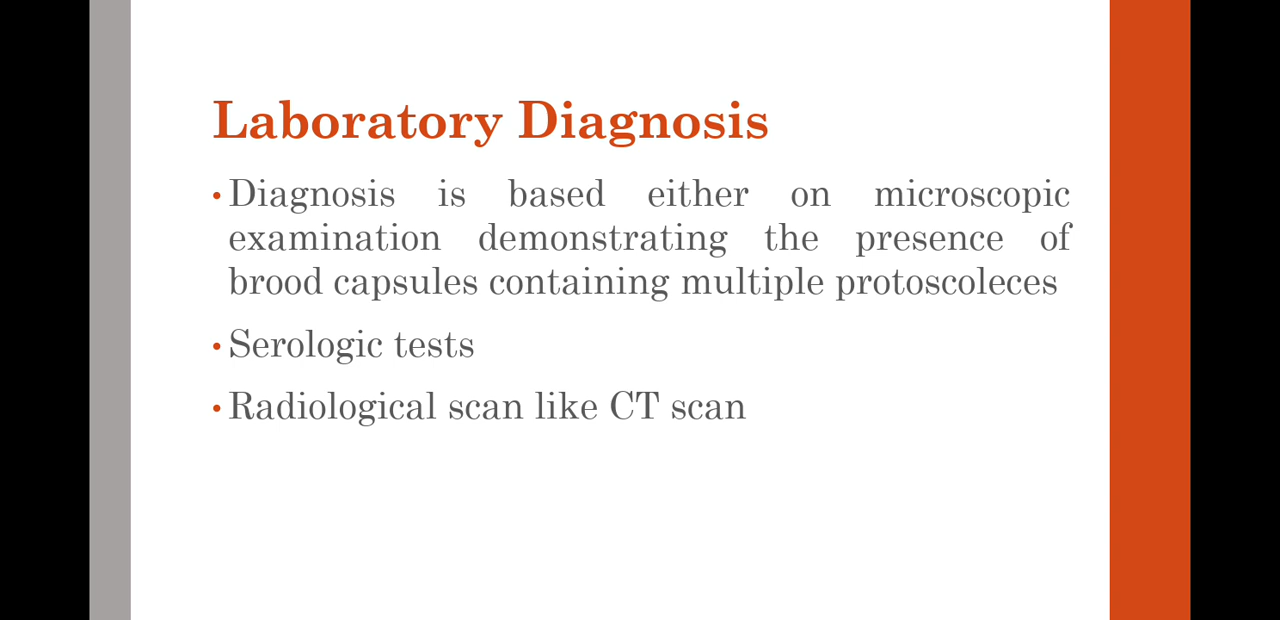 Laboratory Diagnosis
• Diagnosis is based either on microscopic
examination demonstrating the presence of
brood capsules containing multiple protoscoleces
• Serologic tests
• Radiological scan like CT scan